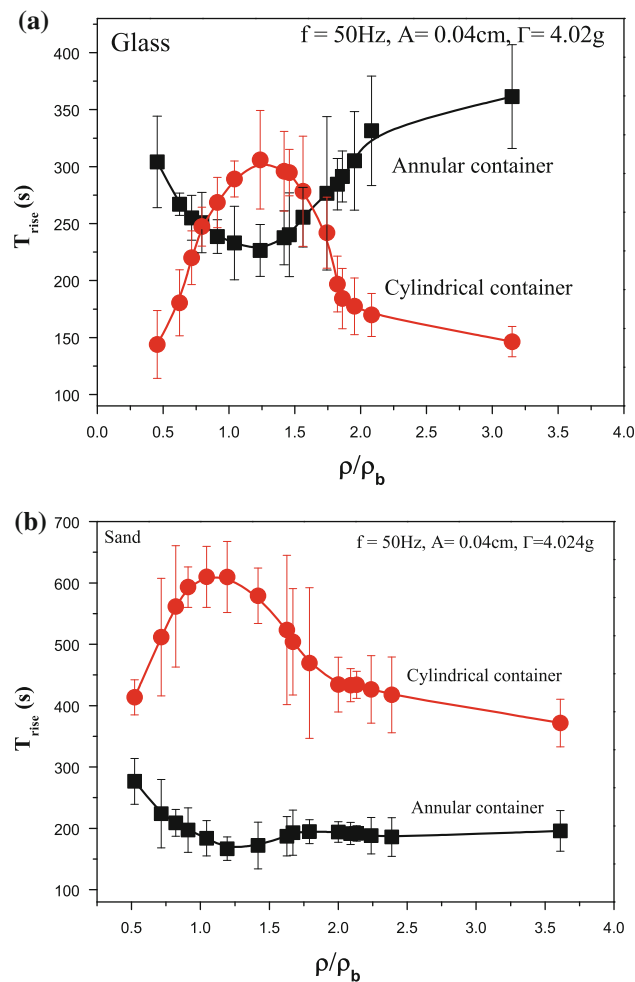 (a)
Glass
f = 50Hz, A= 0.04cm, Γ= 4.02g
Annular container
Cylindrical container
T_rise (s)
400
350
300
250
200
150
100
0.0 0.5 1.0 1.5 2.0 2.5 3.0 3.5 4.0
ρ/ρ_b
(b)
Sand
f = 50Hz, A= 0.04cm, Γ=4.024g
Cylindrical container
Annular container
T_rise (s)
700
600
500
400
300
200
100
0.5 1.0 1.5 2.0 2.5 3.0 3.5 4.0
ρ/ρ_b